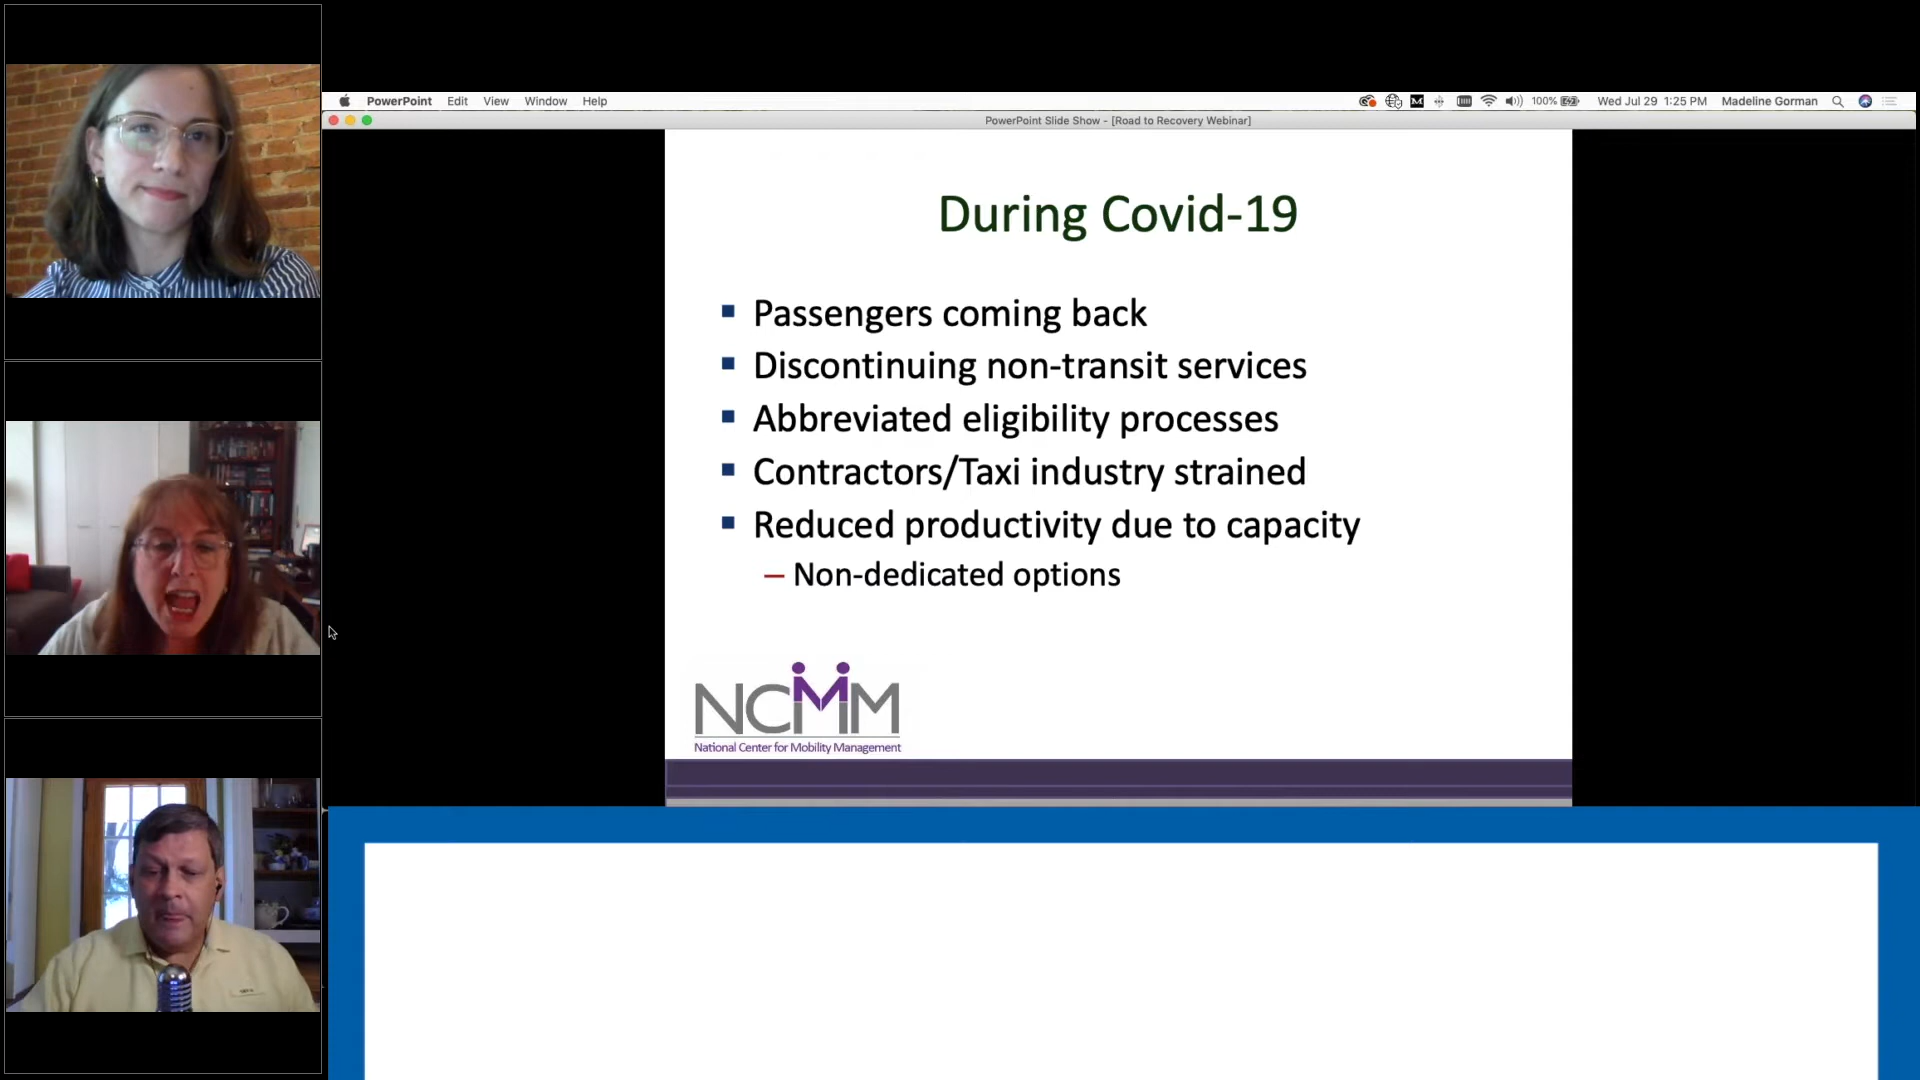 PowerPoint Edit View Window Help 100% Wed Jul 29 1:25 PM Madeline Gorman
PowerPoint Slide Show - [Road to Recovery Webinar]
During Covid-19
Passengers coming back
Discontinuing non-transit services
Abbreviated eligibility processes
Contractors/Taxi industry strained
Reduced productivity due to capacity
– Non-dedicated options
NCMM
National Center for Mobility Management